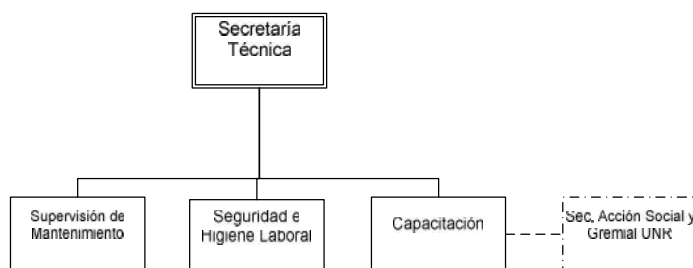 Secretaría
Técnica
Supervisión de
Mantenimiento
Seguridad e
Higiene Laboral
Capacitación
Sec. Acción Social y
Gremial UNR